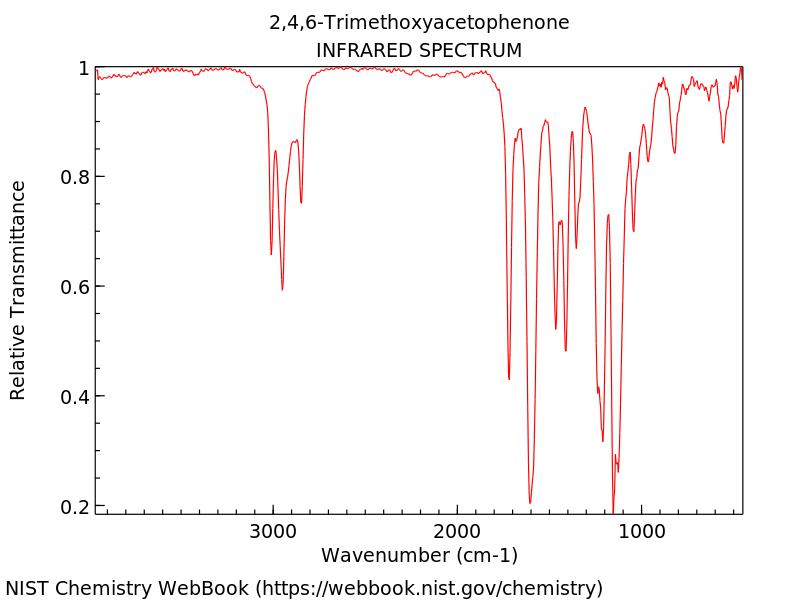 2,4,6-Trimethoxyacetophenone
INFRARED SPECTRUM
1
0.8
0.6
0.4
0.2
Relative Transmittance
3000 2000 1000
Wavenumber (cm-1)
NIST Chemistry WebBook (https://webbook.nist.gov/chemistry)